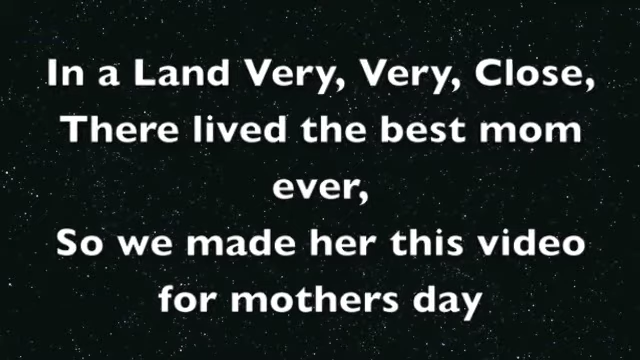 In a Land Very, Very, Close,
There lived the best mom
ever,
So we made her this video
for mothers day